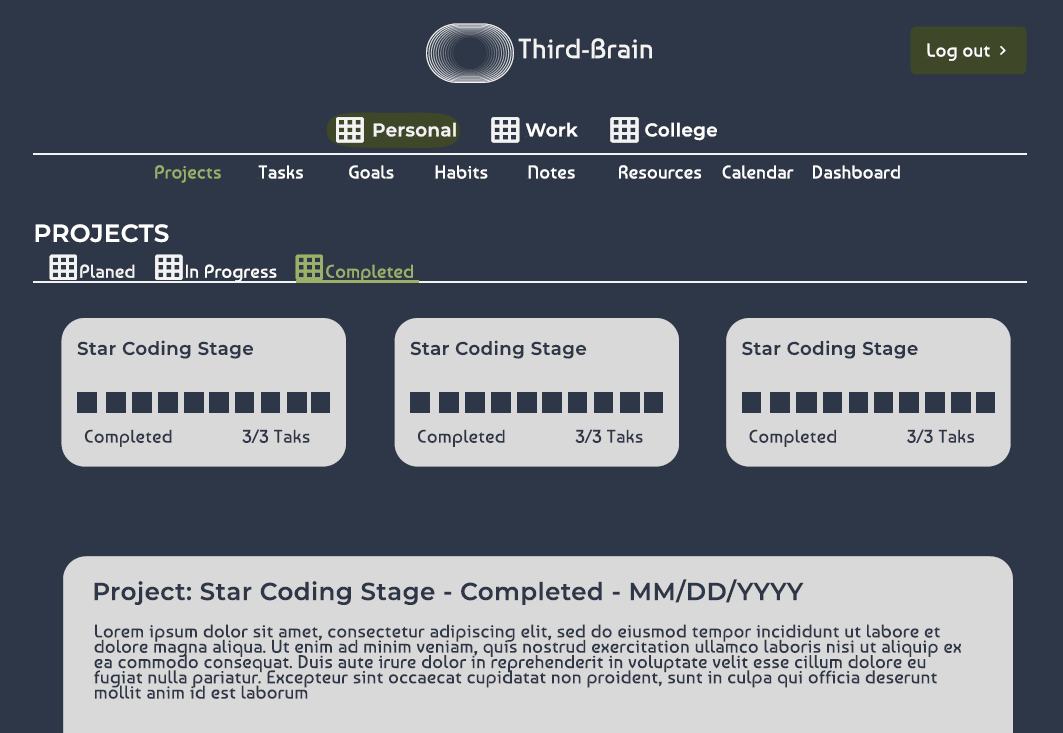 Third-Brain
Log out >
Personal Work College
Projects Tasks Goals Habits Notes Resources Calendar Dashboard
PROJECTS
Planed In Progress Completed
Star Coding Stage Star Coding Stage Star Coding Stage
Completed 3/3 Taks Completed 3/3 Taks Completed 3/3 Taks
Project: Star Coding Stage - Completed - MM/DD/YYYY
Lorem ipsum dolor sit amet, consectetur adipiscing elit, sed do eiusmod tempor incididunt ut labore et
dolore magna aliqua. Ut enim ad minim veniam, quis nostrud exercitation ullamco laboris nisi ut aliquip ex
ea commodo consequat. Duis aute irure dolor in reprehenderit in voluptate velit esse cillum dolore eu
fugiat nulla pariatur. Excepteur sint occaecat cupidatat non proident, sunt in culpa qui officia deserunt
mollit anim id est laborum